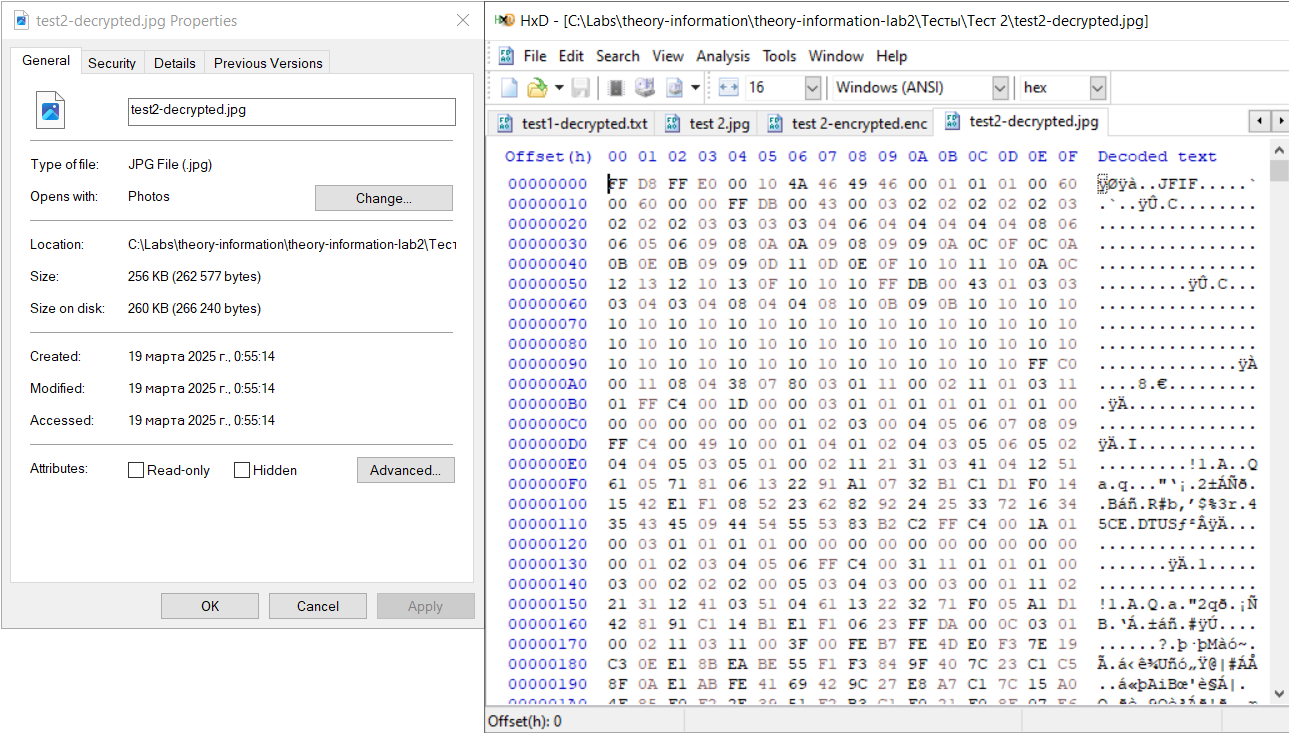 test2-decrypted.jpg Properties
General Security Details Previous Versions
test2-decrypted.jpg
Type of file: JPG File (.jpg)
Opens with: Photos Change...
Location: C:\Labs\theory-information\theory-information-lab2\Тест
Size: 256 KB (262 577 bytes)
Size on disk: 260 KB (266 240 bytes)
Created: 19 марта 2025 г., 0:55:14
Modified: 19 марта 2025 г., 0:55:14
Accessed: 19 марта 2025 г., 0:55:14
Attributes: Read-only Hidden Advanced...
OK Cancel Apply
HxD - [C:\Labs\theory-information\theory-information-lab2\Тесты\Тест 2\test2-decrypted.jpg]
File Edit Search View Analysis Tools Window Help
16 Windows (ANSI) hex
test1-decrypted.txt test 2.jpg test 2-encrypted.enc test2-decrypted.jpg
Offset(h) 00 01 02 03 04 05 06 07 08 09 0A 0B 0C 0D 0E 0F Decoded text
00000000 FF D8 FF E0 00 10 4A 46 49 46 00 01 01 01 00 60 ÿØÿà..JFIF.....`
00000010 00 60 00 00 FF DB 00 43 00 03 02 02 02 02 02 03 .`..ÿÛ.C........
00000020 02 02 02 03 03 03 03 04 06 04 04 04 04 04 08 06 ................
00000030 06 05 06 09 08 0A 0A 09 08 09 09 0A 0C 0F 0C 0A ................
00000040 0B 0E 0B 09 09 0D 11 0D 0E 0F 10 10 11 10 0A 0C ................
00000050 12 13 12 10 13 0F 10 10 10 FF DB 00 43 01 03 03 .........ÿÛ.C...
00000060 03 04 03 04 08 04 04 08 10 0B 09 0B 10 10 10 10 ................
00000070 10 10 10 10 10 10 10 10 10 10 10 10 10 10 10 10 ................
00000080 10 10 10 10 10 10 10 10 10 10 10 10 10 10 10 10 ................
00000090 10 10 10 10 10 10 10 10 10 10 10 10 10 10 FF C0 ..............ÿÀ
000000A0 00 11 08 04 38 07 80 03 01 11 00 02 11 01 03 11 ....8.€.........
000000B0 01 FF C4 00 1D 00 00 03 01 01 01 01 01 01 01 00 .ÿÄ.............
000000C0 00 00 00 00 00 00 01 02 03 00 04 05 06 07 08 09 ................
000000D0 FF C4 00 49 10 00 01 04 01 02 04 03 05 06 05 02 ÿÄ.I............
000000E0 04 04 05 03 05 01 00 02 11 21 31 03 41 04 12 51 .........!1.A..Q
000000F0 61 05 71 81 06 13 22 91 A1 07 32 B1 C1 D1 F0 14 a.q..."‘¡.2±ÁÑð.
00000100 15 42 E1 F1 08 52 23 62 82 92 24 25 33 72 16 34 .Báñ.R#b‚’$%3r.4
00000110 35 43 45 09 44 54 55 53 83 B2 C2 FF C4 00 1A 01 5CE.DTUSƒ²ÂÿÄ...
00000120 00 03 01 01 01 01 00 00 00 00 00 00 00 00 00 00 ................
00000130 00 01 02 03 04 05 06 FF C4 00 31 11 01 01 01 00 .......ÿÄ.1.....
00000140 03 00 02 02 02 00 05 03 04 03 00 03 00 01 11 02 ................
00000150 21 31 12 41 03 51 04 61 13 22 32 71 F0 05 A1 D1 !1.A.Q.a."2qð.¡Ñ
00000160 42 81 91 C1 14 B1 E1 F1 06 23 FF DA 00 0C 03 01 B.‘Á.±áñ.#ÿÚ....
00000170 00 02 11 03 11 00 3F 00 FE B7 FE 4D E0 F3 7E 19 ......?.þ·þMàó~.
00000180 C3 0E E1 8B EA BE 55 F1 F3 84 9F 40 7C 23 C1 C5 Ã.á‹ê¾Uñó„Ÿ@|#ÁÅ
00000190 8F 0A E1 AB FE 41 69 42 9C 27 E8 A7 C1 7C 15 A0 ..á«þAiBœ'è§Á|.
Offset(h): 0